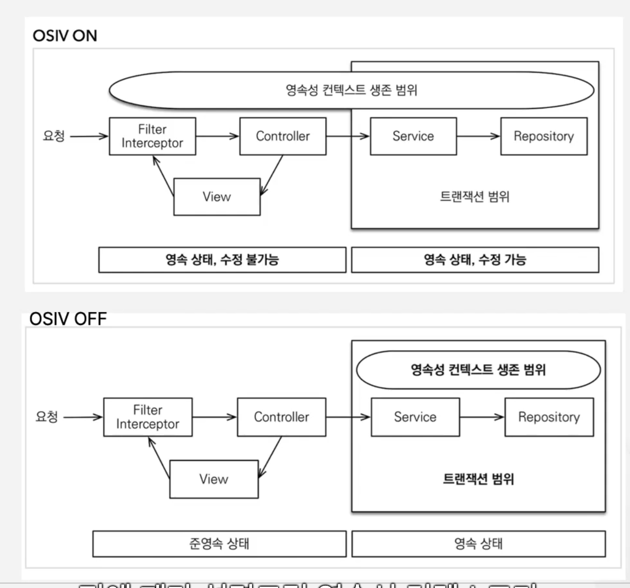 OSIV ON
영속성 컨텍스트 생존 범위
요청
Filter
Interceptor
Controller
Service
Repository
View
트랜잭션 범위
영속 상태, 수정 불가능
영속 상태, 수정 가능
OSIV OFF
영속성 컨텍스트 생존 범위
요청
Filter
Interceptor
Controller
Service
Repository
View
트랜잭션 범위
준영속 상태
영속 상태